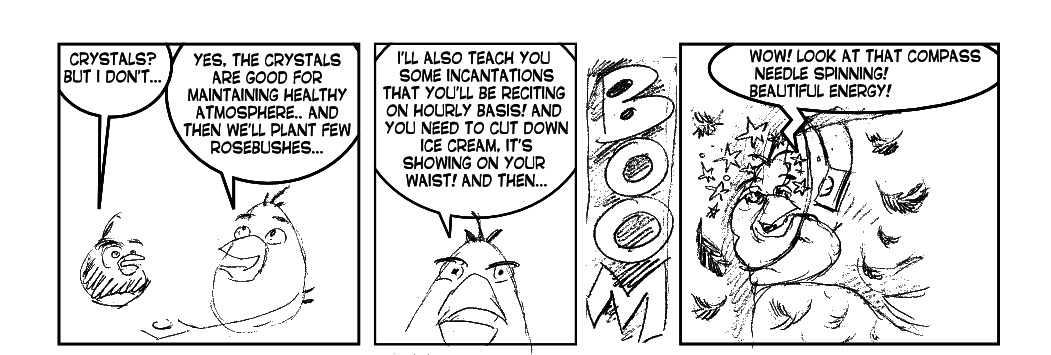 CRYSTALS?
BUT I DON'T...
YES, THE CRYSTALS
ARE GOOD FOR
MAINTAINING HEALTHY
ATMOSPHERE.. AND
THEN WE'LL PLANT FEW
ROSEBUSHES...
I'LL ALSO TEACH YOU
SOME INCANTATIONS
THAT YOU'LL BE RECITING
ON HOURLY BASIS! AND
YOU NEED TO CUT DOWN
ICE CREAM, IT'S
SHOWING ON YOUR
WAIST! AND THEN...
BOOM
WOW! LOOK AT THAT COMPASS
NEEDLE SPINNING!
BEAUTIFUL ENERGY!